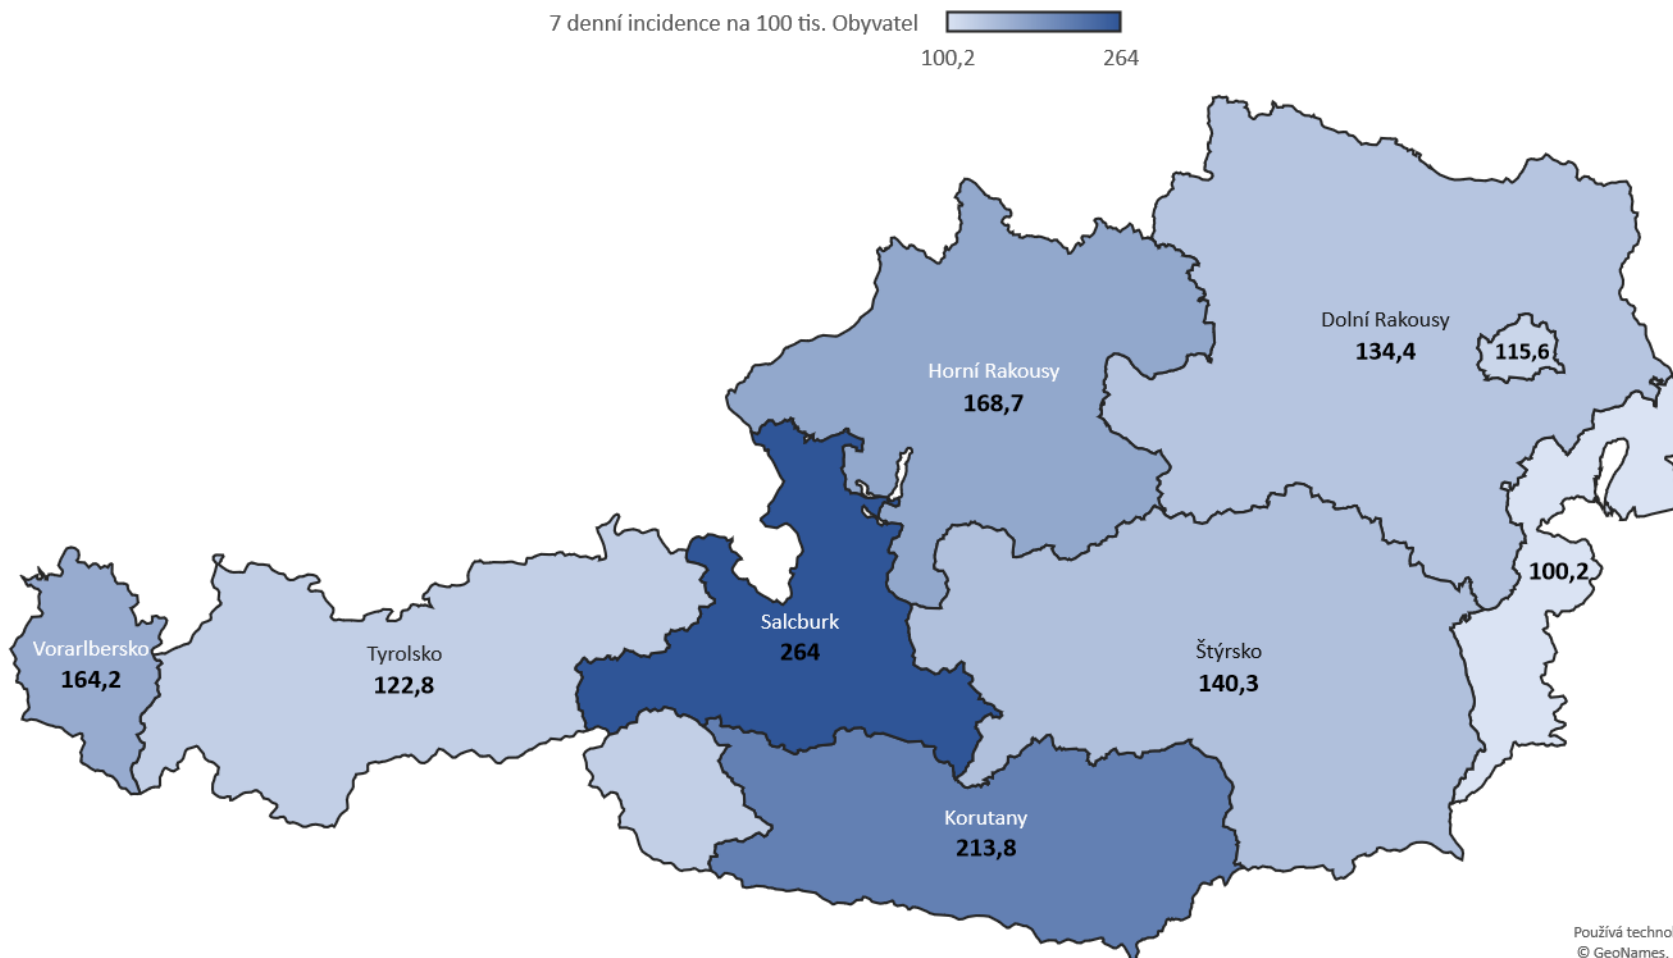 7 denní incidence na 100 tis. Obyvatel
100,2 264
Dolní Rakousy
134,4
115,6
Horní Rakousy
168,7
100,2
Salcburk
264
Vorarlbersko
164,2
Tyrolsko
122,8
Štýrsko
140,3
Korutany
213,8
Používá technol
© GeoNames,